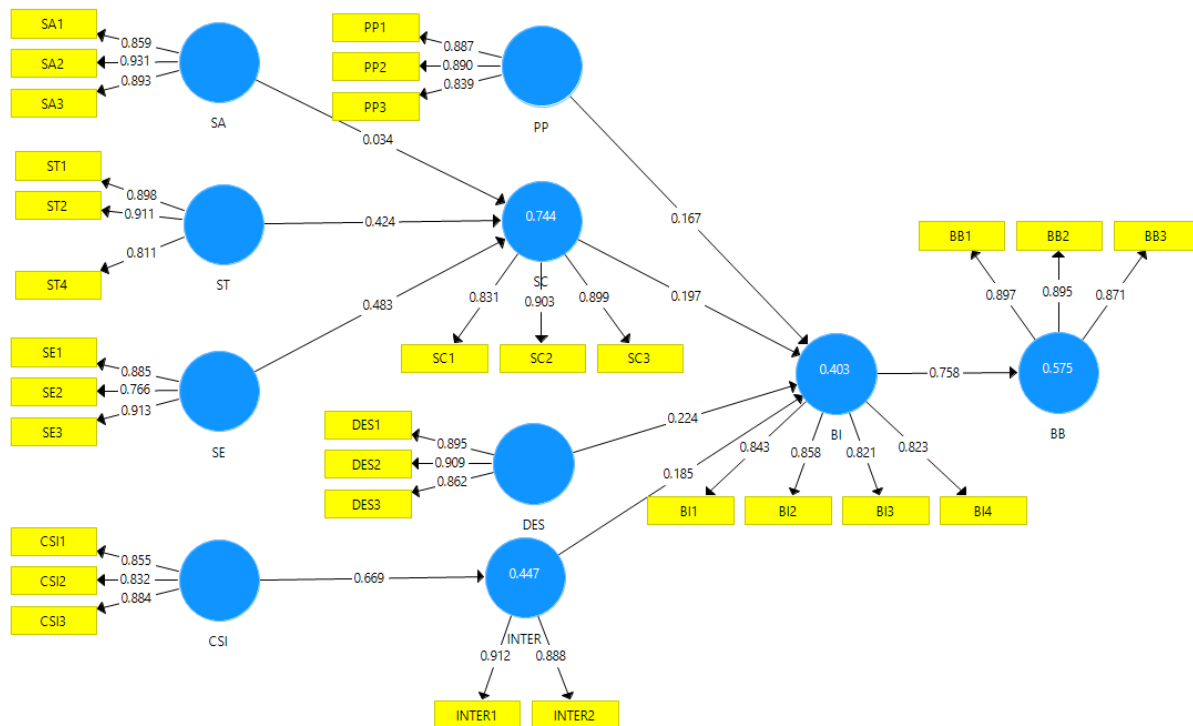 SA1
0.859
SA2
0.931
SA3
0.893
SA
PP1
0.887
PP2
0.890
PP3
0.839
PP
0.034
0.167
ST1
0.898
ST2
0.911
ST4
0.811
ST
0.424
0.744
SC
0.831
0.903
0.899
SC1
SC2
SC3
0.197
0.483
SE1
0.885
SE2
0.766
SE3
0.913
SE
BB1
BB2
BB3
0.897
0.895
0.871
0.403
BI
0.758
0.575
BB
0.224
0.185
0.843
0.858
0.821
0.823
BI1
BI2
BI3
BI4
DES1
0.895
DES2
0.909
DES3
0.862
DES
CSI1
0.855
CSI2
0.832
CSI3
0.884
CSI
0.669
0.447
INTER
0.912
0.888
INTER1
INTER2